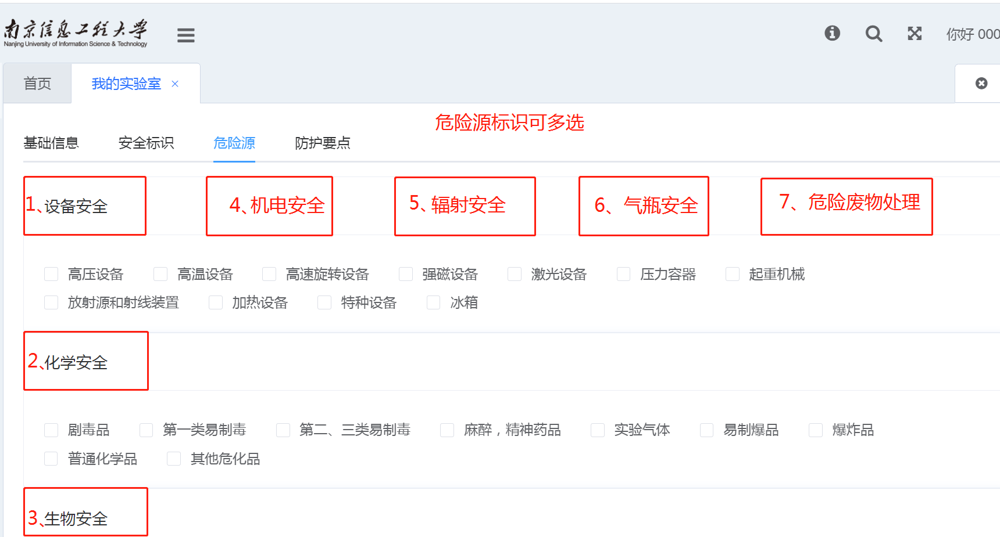 南京信息工程大学
Nanjing University of Information Science & Technology
你好 000
首页
我的实验室 ×
危险源标识可多选
基础信息 安全标识 危险源 防护要点
1、设备安全 4、机电安全 5、辐射安全 6、气瓶安全 7、危险废物处理
高压设备 高温设备 高速旋转设备 强磁设备 激光设备 压力容器 起重机械
放射源和射线装置 加热设备 特种设备 冰箱
2、化学安全
剧毒品 第一类易制毒 第二、三类易制毒 麻醉，精神药品 实验气体 易制爆品 爆炸品
普通化学品 其他危化品
3、生物安全